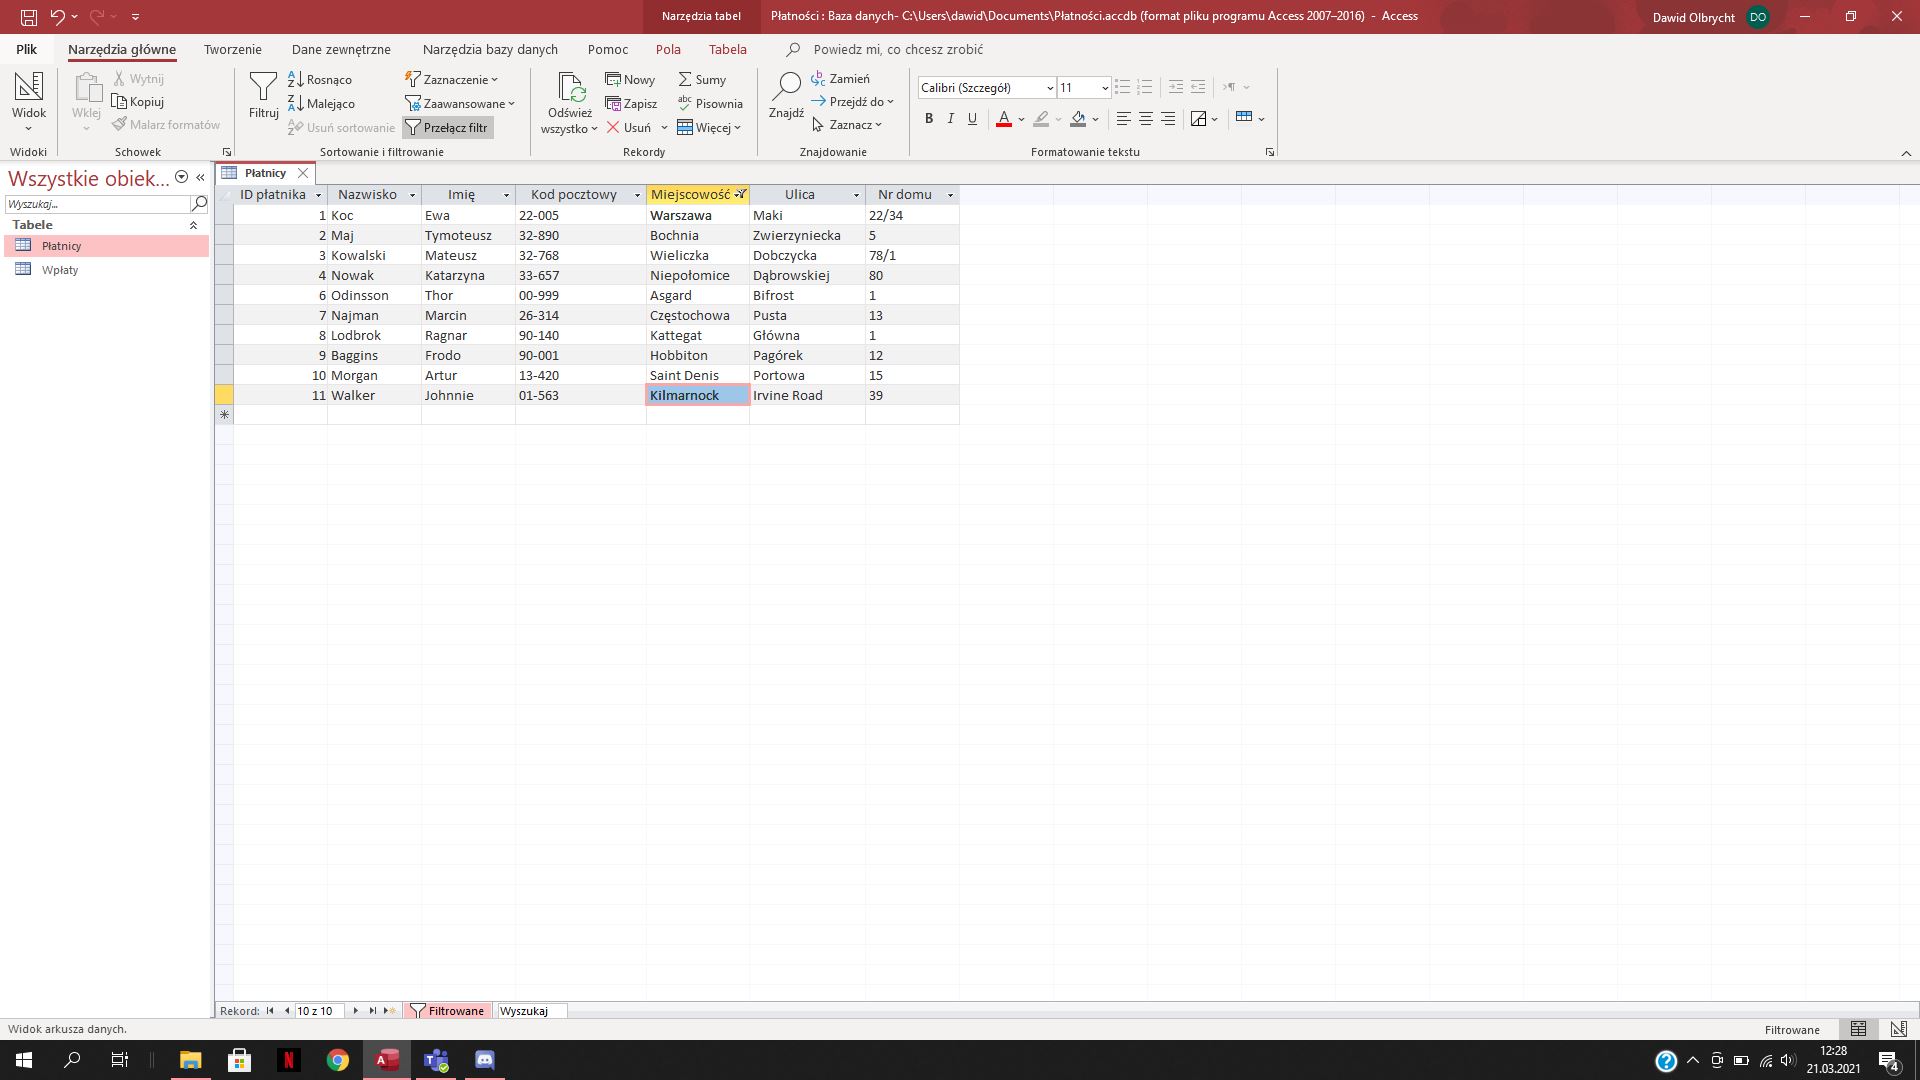 Narzędzia tabel
Płatności : Baza danych- C:\Users\dawid\Documents\Płatności.accdb (format pliku programu Access 2007–2016) - Access
Dawid Olbrycht DO
Plik Narzędzia główne Tworzenie Dane zewnętrzne Narzędzia bazy danych Pomoc Pola Tabela Powiedz mi, co chcesz zrobić
Widok
Widoki
Wklej
Wytnij
Kopiuj
Malarz formatów
Schowek
Filtruj
Rosnąco
Malejąco
Usuń sortowanie
Zaznaczenie
Zaawansowane
Przełącz filtr
Sortowanie i filtrowanie
Odśwież
wszystko
Nowy
Zapisz
Usuń
Sumy
Pisownia
Więcej
Rekordy
Znajdź
Zamień
Przejdź do
Zaznacz
Znajdowanie
Calibri (Szczegół) 11
B I U A
Formatowanie tekstu
Wszystkie obiek...
Wyszukaj...
Tabele
Płatnicy
Wpłaty
Płatnicy
ID płatnika Nazwisko Imię Kod pocztowy Miejscowość Ulica Nr domu
1 Koc Ewa 22-005 Warszawa Maki 22/34
2 Maj Tymoteusz 32-890 Bochnia Zwierzyniecka 5
3 Kowalski Mateusz 32-768 Wieliczka Dobczycka 78/1
4 Nowak Katarzyna 33-657 Niepołomice Dąbrowskiej 80
6 Odinsson Thor 00-999 Asgard Bifrost 1
7 Najman Marcin 26-314 Częstochowa Pusta 13
8 Lodbrok Ragnar 90-140 Kattegat Główna 1
9 Baggins Frodo 90-001 Hobbiton Pagórek 12
10 Morgan Artur 13-420 Saint Denis Portowa 15
11 Walker Johnnie 01-563 Kilmarnock Irvine Road 39
Rekord: 10 z 10 Filtrowane Wyszukaj
Widok arkusza danych.
Filtrowane
12:28
21.03.2021
4